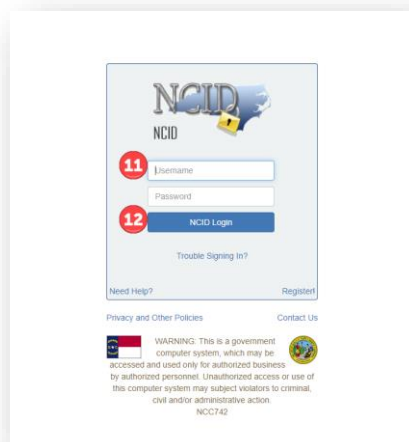 NCID
NCID
11
Username
Password
12
NCID Login
Trouble Signing In?
Need Help?
Register!
Privacy and Other Policies
Contact Us
WARNING: This is a government
computer system, which may be
accessed and used only for authorized business
by authorized personnel. Unauthorized access or use of
this computer system may subject violators to criminal,
civil and/or administrative action.
NCC742